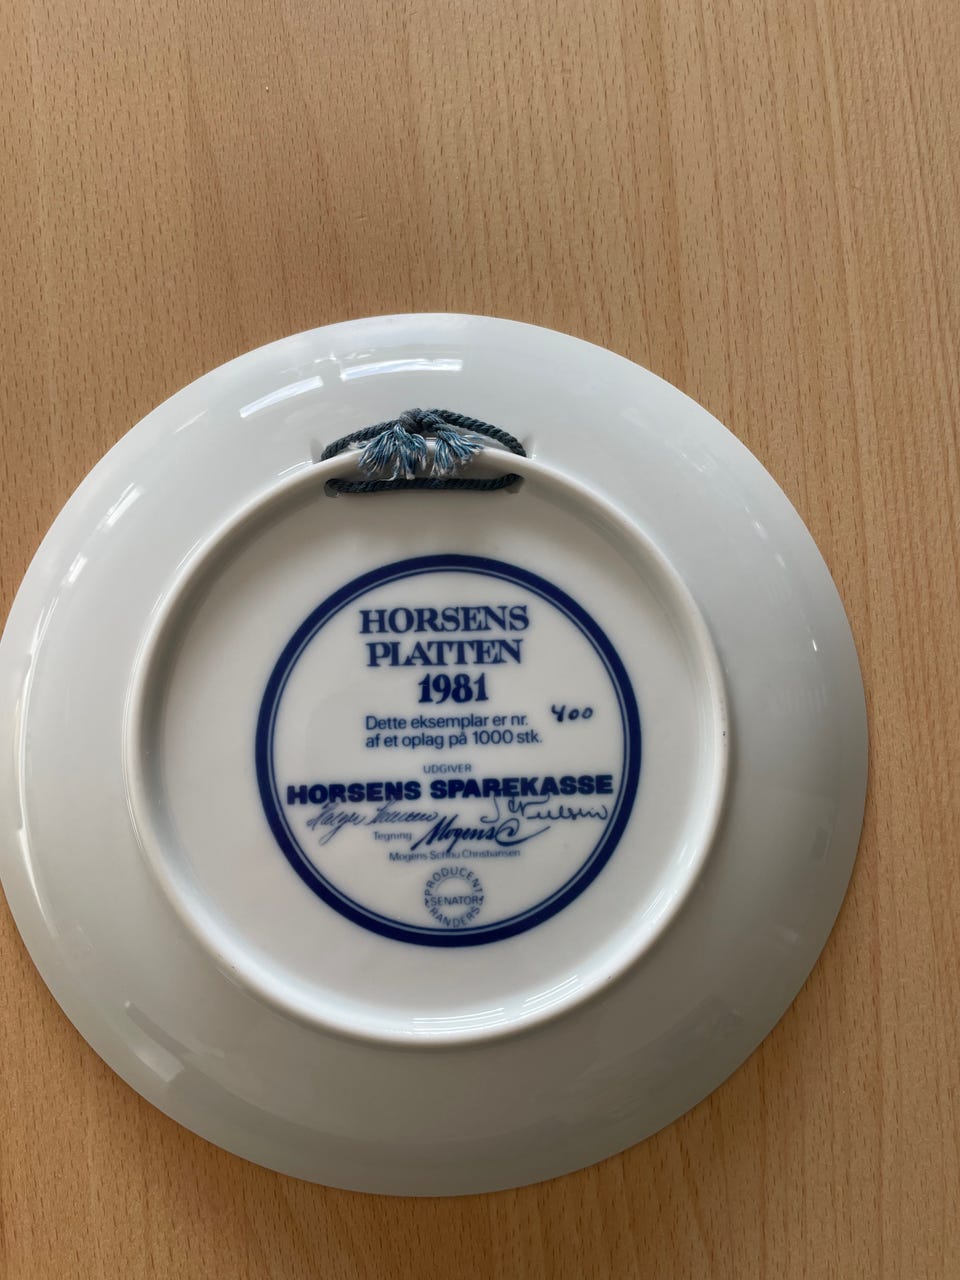 HORSENS
PLATTEN
1981
Dette eksemplar er nr. 400
af et oplag på 1000 stk.
UDGIVER
HORSENS SPAREKASSE
Tegning Mogens
Mogens Christiansen
PRODUCENT
SENATOR
RANDERS